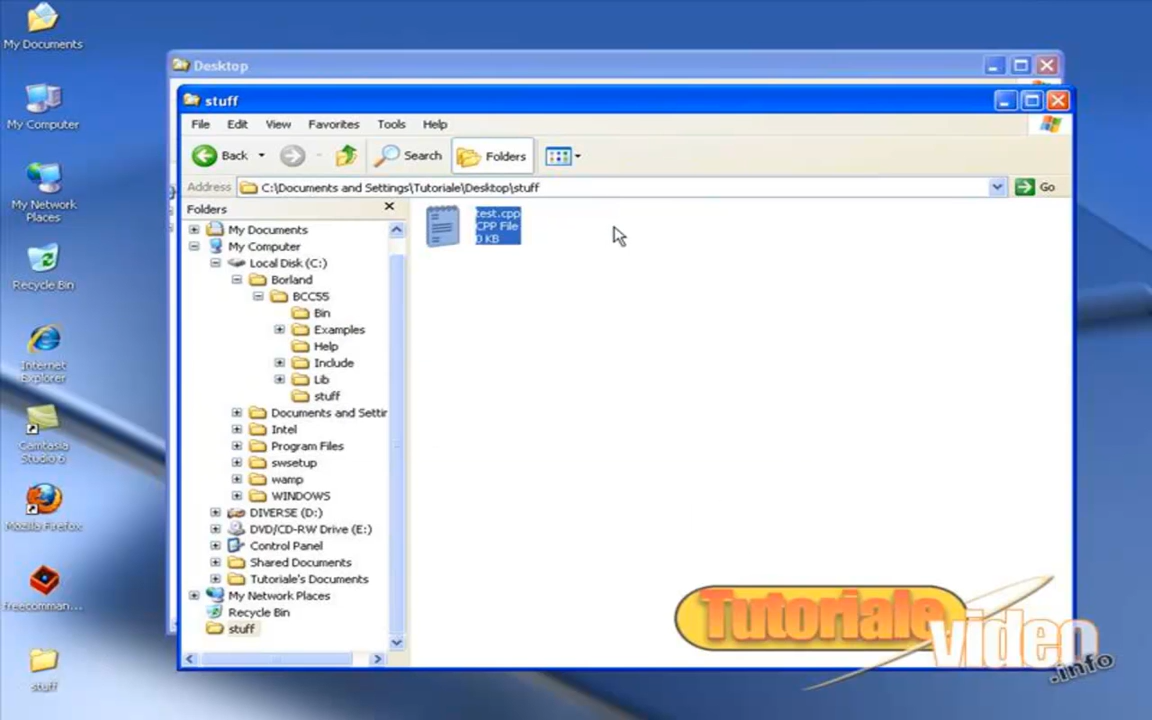 My Documents
My Computer
My Network
Places
Recycle Bin
Internet
Explorer
Camtasia
Studio 6
Mozilla Firefox
freecomman...
stuff
Desktop
stuff
File Edit View Favorites Tools Help
Back Search Folders
Address C:\Documents and Settings\Tutoriale\Desktop\stuff Go
Folders
My Documents
My Computer
Local Disk (C:)
Borland
BCC55
Bin
Examples
Help
Include
Lib
stuff
Documents and Settir
Intel
Program Files
swsetup
wamp
WINDOWS
DIVERSE (D:)
DVD/CD-RW Drive (E:)
Control Panel
Shared Documents
Tutoriale's Documents
My Network Places
Recycle Bin
stuff
test.cpp
CPP File
0 KB
Tutoriale
video
.info